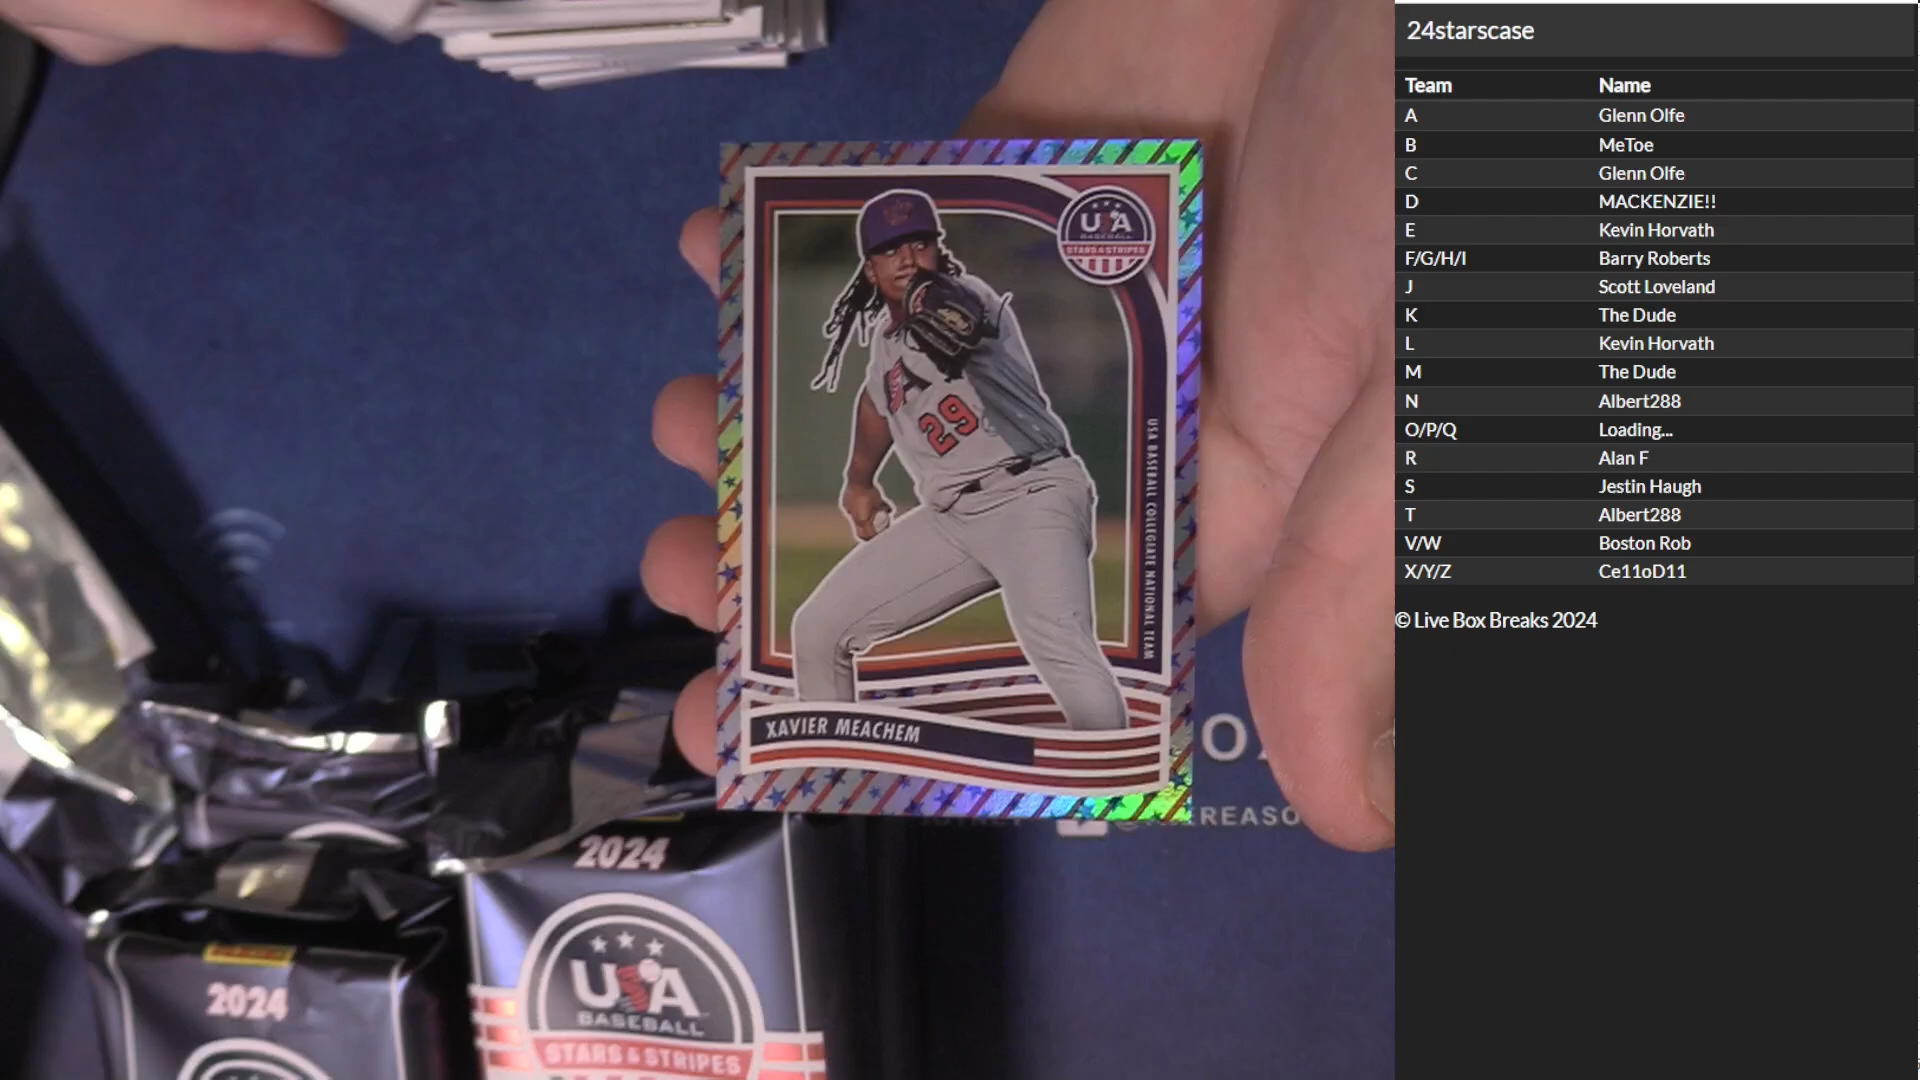 24starscase
Team Name
A Glenn Olfe
B MeToe
C Glenn Olfe
D MACKENZIE!!
E Kevin Horvath
F/G/H/I Barry Roberts
J Scott Loveland
K The Dude
L Kevin Horvath
M The Dude
N Albert288
O/P/Q Loading...
R Alan F
S Jestin Haugh
T Albert288
V/W Boston Rob
X/Y/Z Ce11oD11
© Live Box Breaks 2024
USA
BASEBALL
STARS & STRIPES
29
USA BASEBALL COLLEGIATE NATIONAL TEAM
XAVIER MEACHEM
2024
USA
BASEBALL
STARS & STRIPES
PANINI
2024